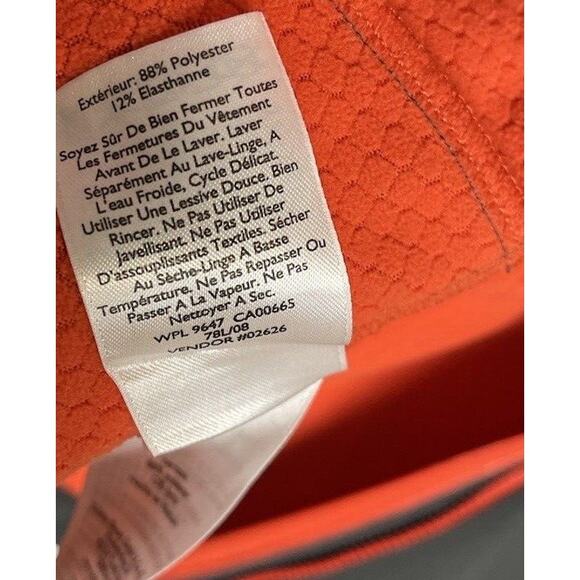 Extérieur: 88% Polyester
12% Elasthanne
Soyez Sûr De Bien Fermer Toutes
Les Fermetures Du Vêtement
Avant De Le Laver. Laver
Séparément Au Lave-Linge, A
L'eau Froide, Cycle Délicat.
Utiliser Une Lessive Douce. Bien
Rincer. Ne Pas Utiliser De
Javellisant. Ne Pas Utiliser
D'assouplissants Textiles. Sécher
Au Sèche-Linge A Basse
Température. Ne Pas Repasser Ou
Passer A La Vapeur. Ne Pas
Nettoyer A Sec.
WPL 9647 CA00665
78L/08
VENDOR #02626